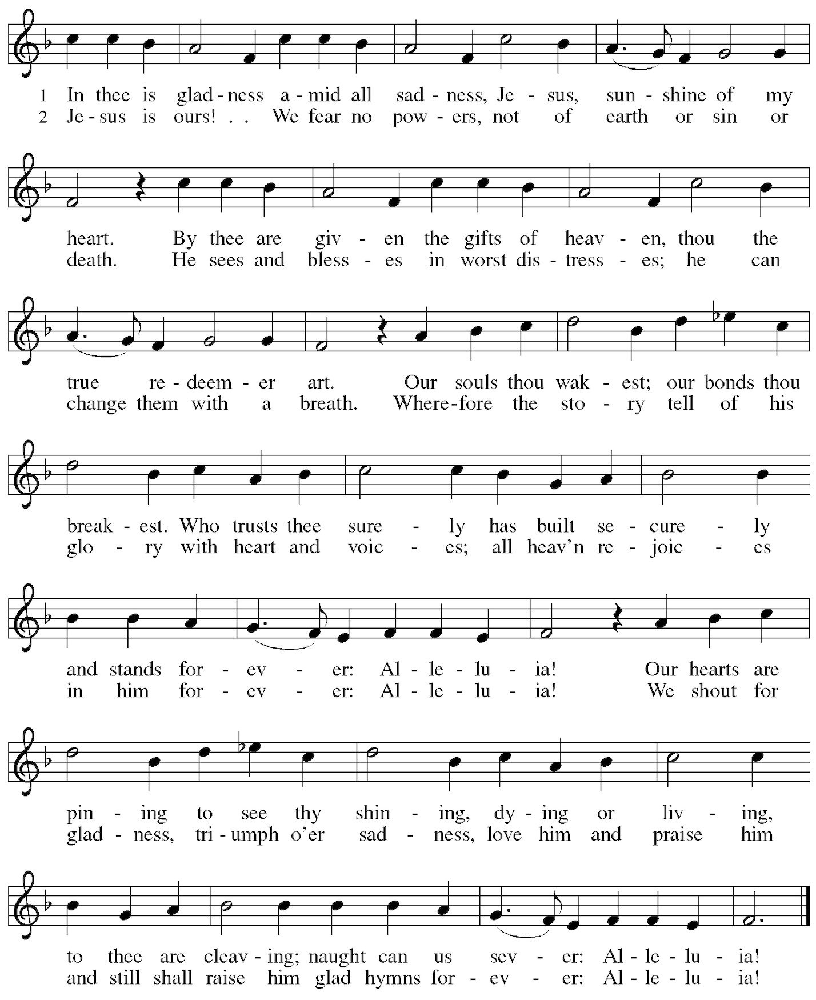 1 In thee is glad - ness a - mid all sad - ness, Je - sus, sun - shine of my
2 Je - sus is ours! . . We fear no pow - ers, not of earth or sin or
heart. By thee are giv - en the gifts of heav - en, thou the
death. He sees and bless - es in worst dis - tress - es; he can
true re - deem - er art. Our souls thou wak - est; our bonds thou
change them with a breath. Where - fore the sto - ry tell of his
break - est. Who trusts thee sure - ly has built se - cure - ly
glo - ry with heart and voic - es; all heav'n re - joic - es
and stands for - ev - er: Al - le - lu - ia! Our hearts are
in him for - ev - er: Al - le - lu - ia! We shout for
pin - ing to see thy shin - ing, dy - ing or liv - ing,
glad - ness, tri - umph o'er sad - ness, love him and praise him
to thee are cleav - ing; naught can us sev - er: Al - le - lu - ia!
and still shall raise him glad hymns for - ev - er: Al - le - lu - ia!